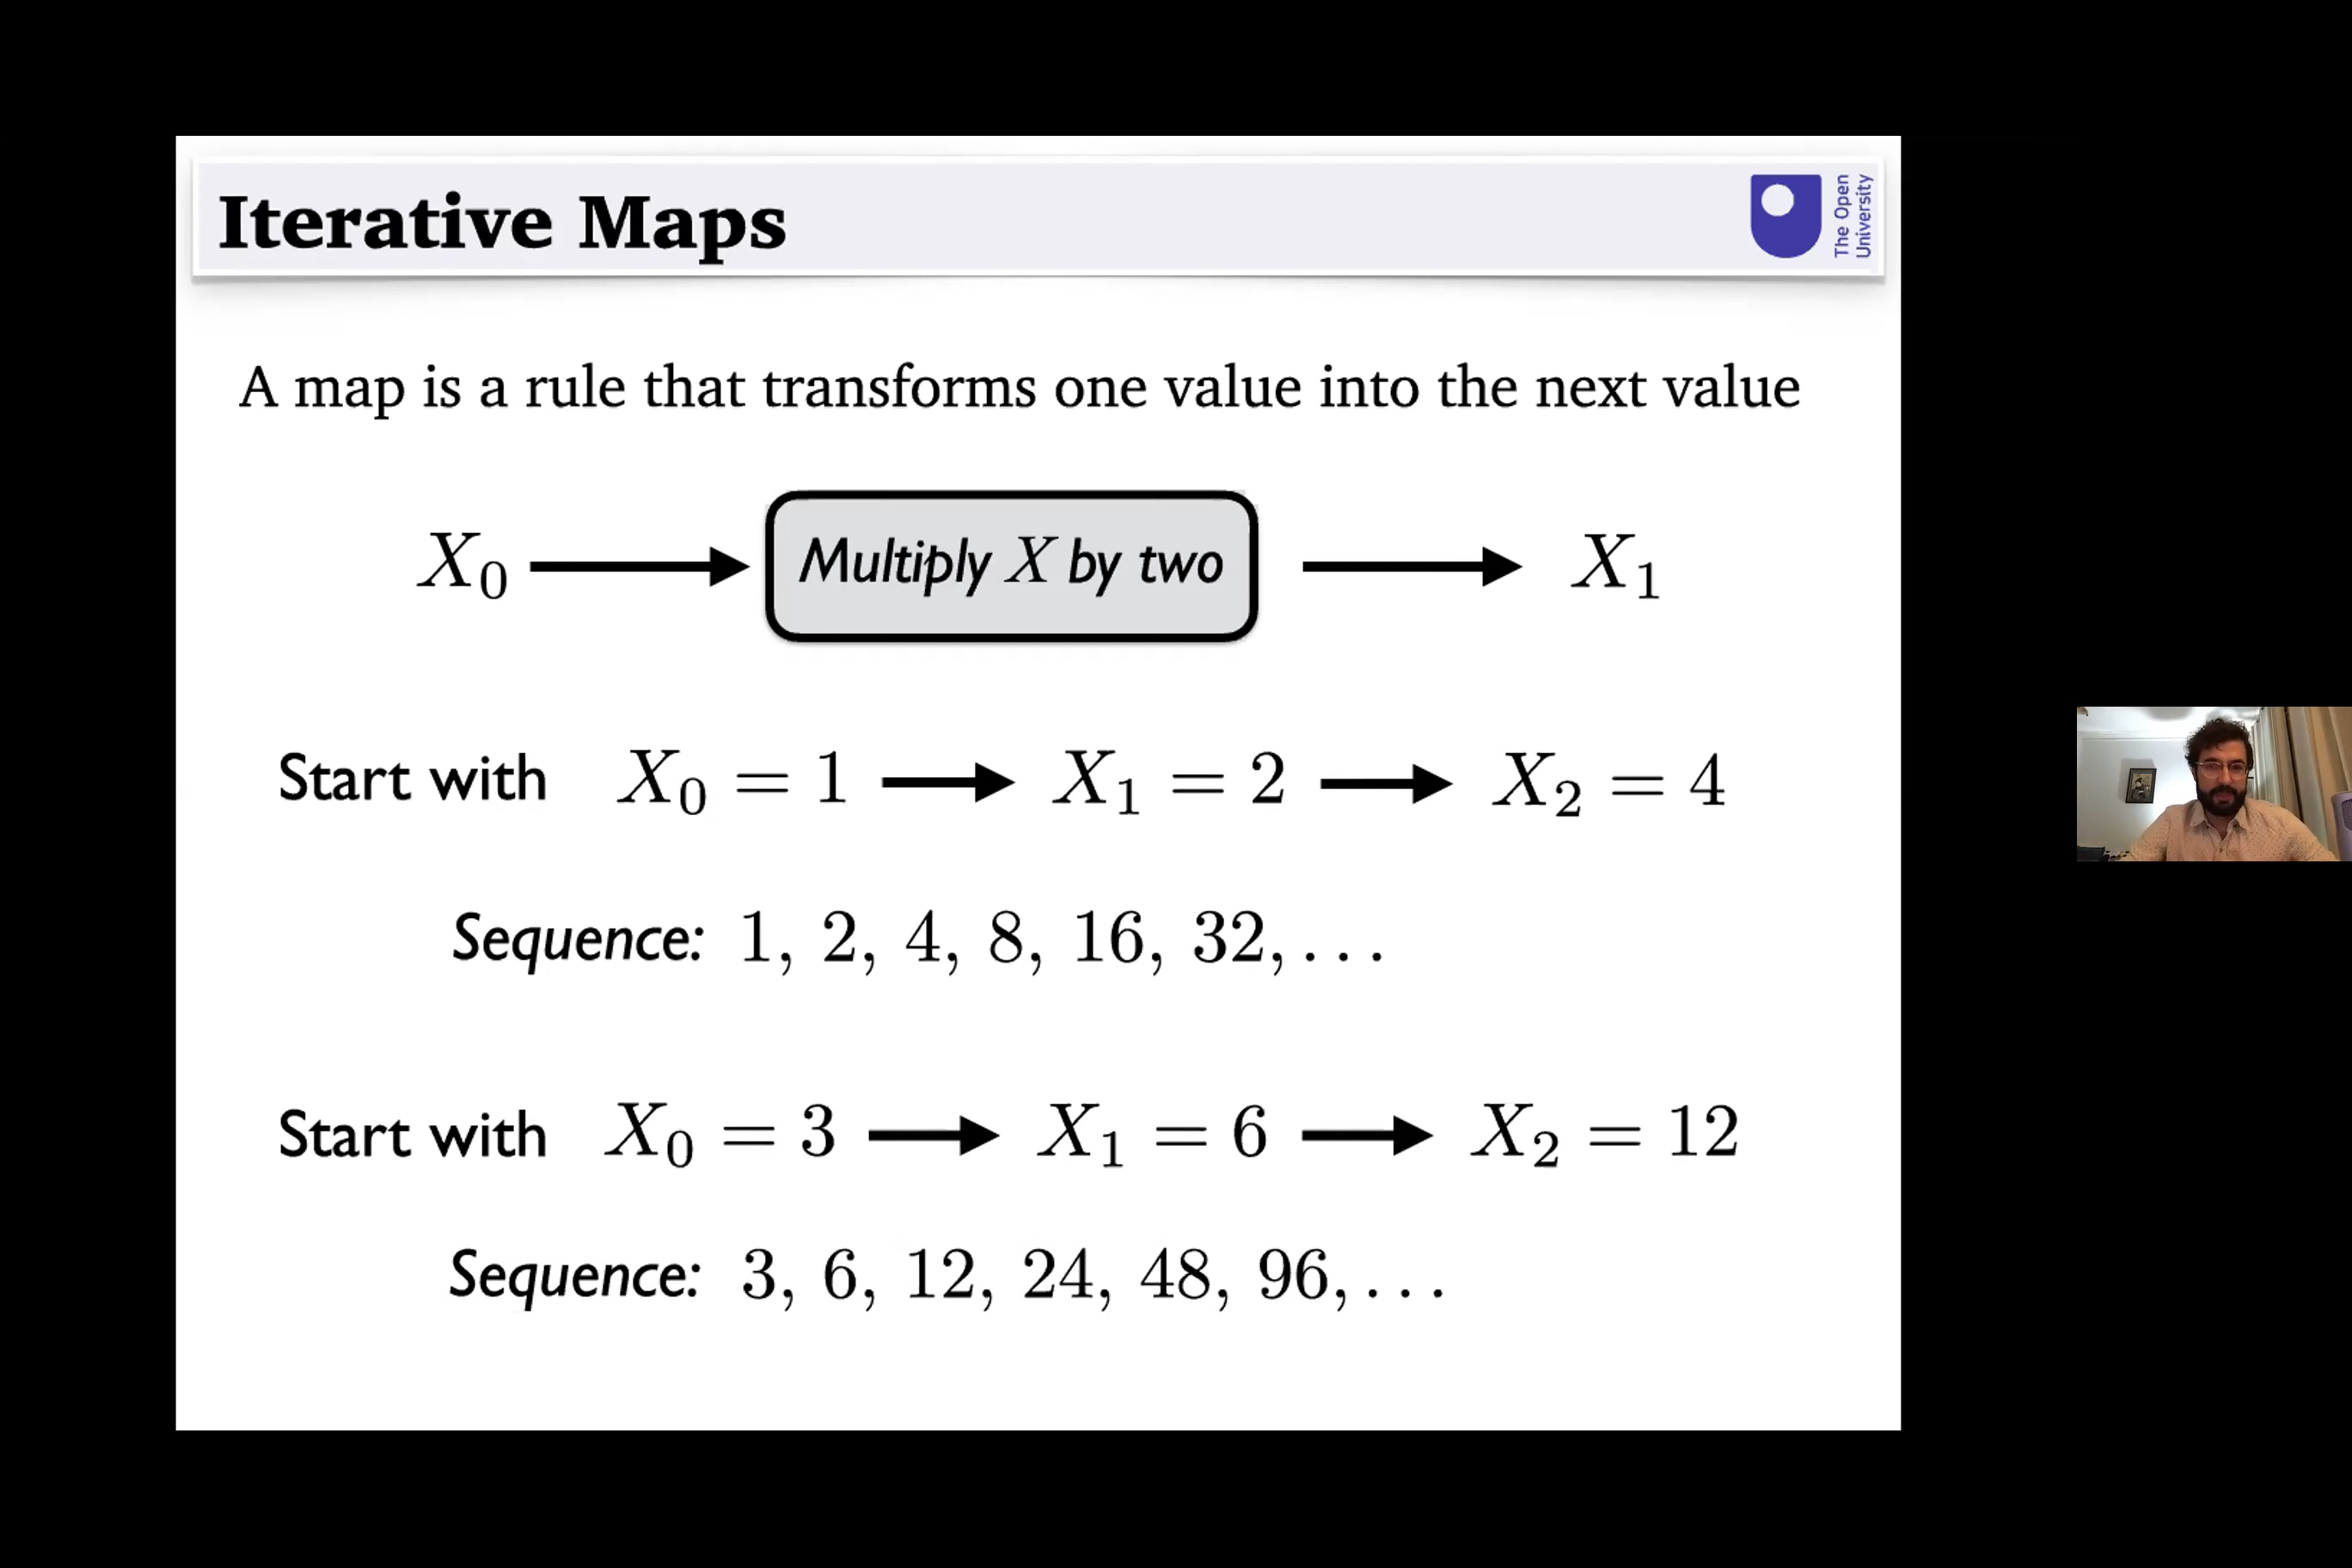 Iterative Maps
The Open
University
A map is a rule that transforms one value into the next value
X₀ → Multiply X by two → X₁
Start with X₀ = 1 → X₁ = 2 → X₂ = 4
Sequence: 1, 2, 4, 8, 16, 32, . . .
Start with X₀ = 3 → X₁ = 6 → X₂ = 12
Sequence: 3, 6, 12, 24, 48, 96, . . .